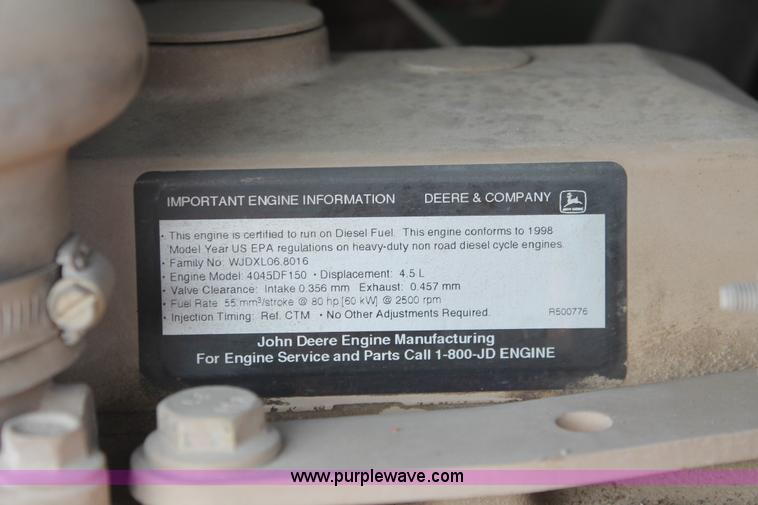 IMPORTANT ENGINE INFORMATION DEERE & COMPANY
• This engine is certified to run on Diesel Fuel. This engine conforms to 1998
Model Year US EPA regulations on heavy-duty non road diesel cycle engines.
• Family No: WJDXL06.8016
• Engine Model: 4045DF150 • Displacement: 4.5 L
• Valve Clearance: Intake 0.356 mm Exhaust: 0.457 mm
• Fuel Rate: 55 mm³/stroke @ 80 hp [60 kW] @ 2500 rpm
• Injection Timing: Ref. CTM • No Other Adjustments Required. R500776
John Deere Engine Manufacturing
For Engine Service and Parts Call 1-800-JD ENGINE
www.purplewave.com